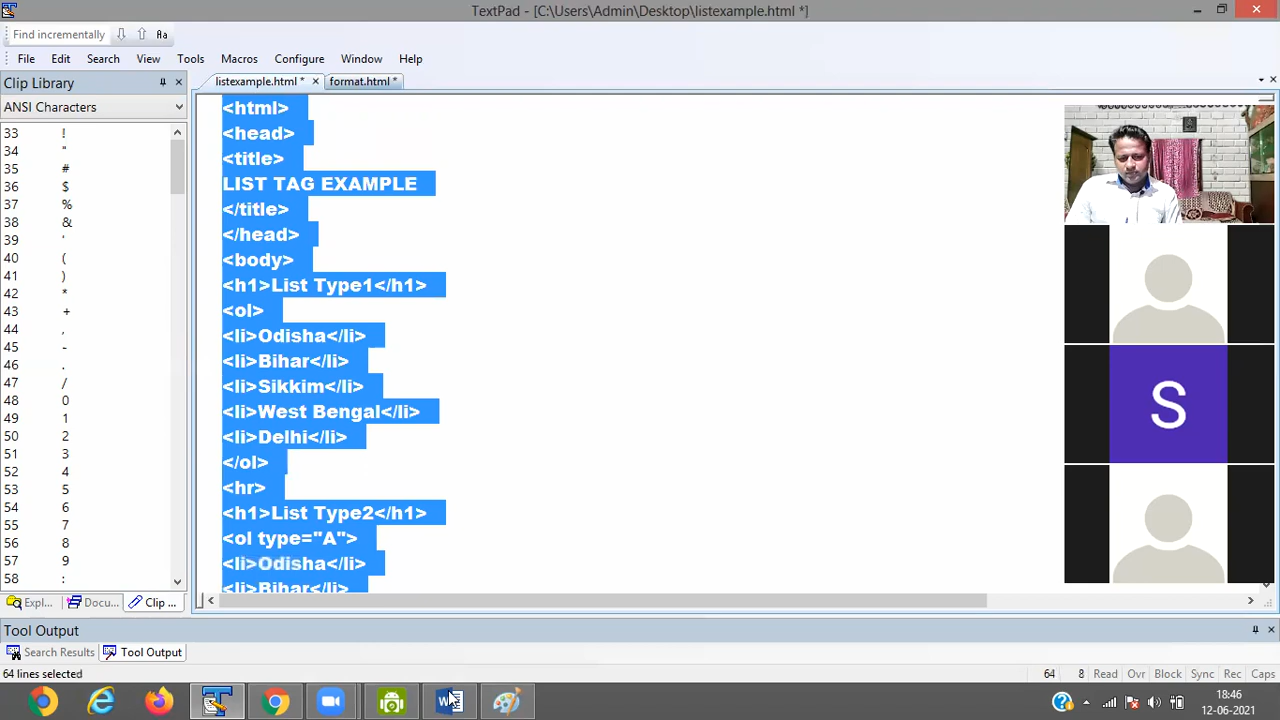 TextPad - [C:\Users\Admin\Desktop\listexample.html *]
Find incrementally
File Edit Search View Tools Macros Configure Window Help
Clip Library
listexample.html *
format.html *
ANSI Characters
33 !
34 "
35 #
36 $
37 %
38 &
39 '
40 (
41 )
42 *
43 +
44 ,
45 -
46 .
47 /
48 0
49 1
50 2
51 3
52 4
53 5
54 6
55 7
56 8
57 9
58 :
<html>
<head>
<title>
LIST TAG EXAMPLE
</title>
</head>
<body>
<h1>List Type1</h1>
<ol>
<li>Odisha</li>
<li>Bihar</li>
<li>Sikkim</li>
<li>West Bengal</li>
<li>Delhi</li>
</ol>
<hr>
<h1>List Type2</h1>
<ol type="A">
<li>Odisha</li>
<li>Bihar</li>
S
Expl...
Docu...
Clip ...
Tool Output
Search Results
Tool Output
64 lines selected
64 8 Read Ovr Block Sync Rec Caps
18:46
12-06-2021